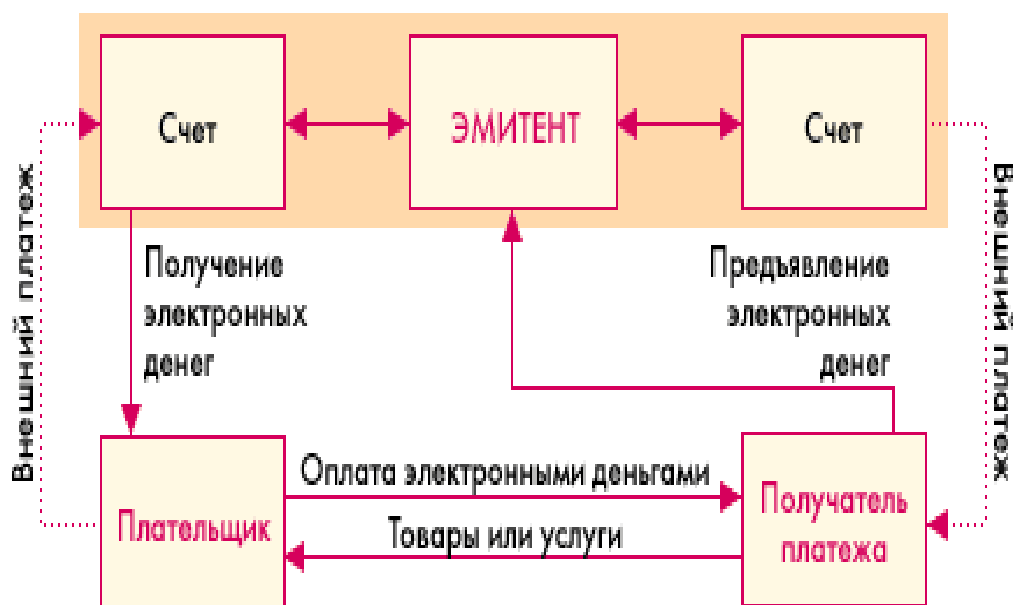 Счет
ЭМИТЕНТ
Счет
Внешний платеж
Внешний платеж
Получение
электронных
денег
Предъявление
электронных
денег
Оплата электронными деньгами
Товары или услуги
Плательщик
Получатель
платежа